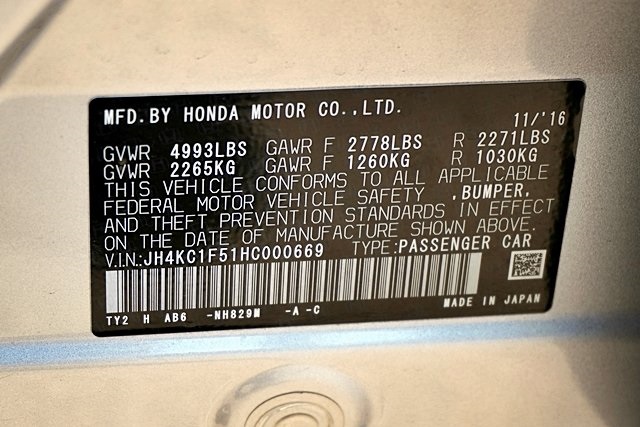 MFD.BY HONDA MOTOR CO.,LTD.
11/'16
GVWR 4993LBS GAWR F 2778LBS R 2271LBS
GVWR 2265KG GAWR F 1260KG R 1030KG
THIS VEHICLE CONFORMS TO ALL APPLICABLE
FEDERAL MOTOR VEHICLE SAFETY ,BUMPER,
AND THEFT PREVENTION STANDARDS IN EFFECT
ON THE DATE OF MANUFACTURE SHOWN ABOVE.
V.I.N:JH4KC1F51HC000669 TYPE:PASSENGER CAR
TY2 H AB6 -NH829M -A -C
MADE IN JAPAN